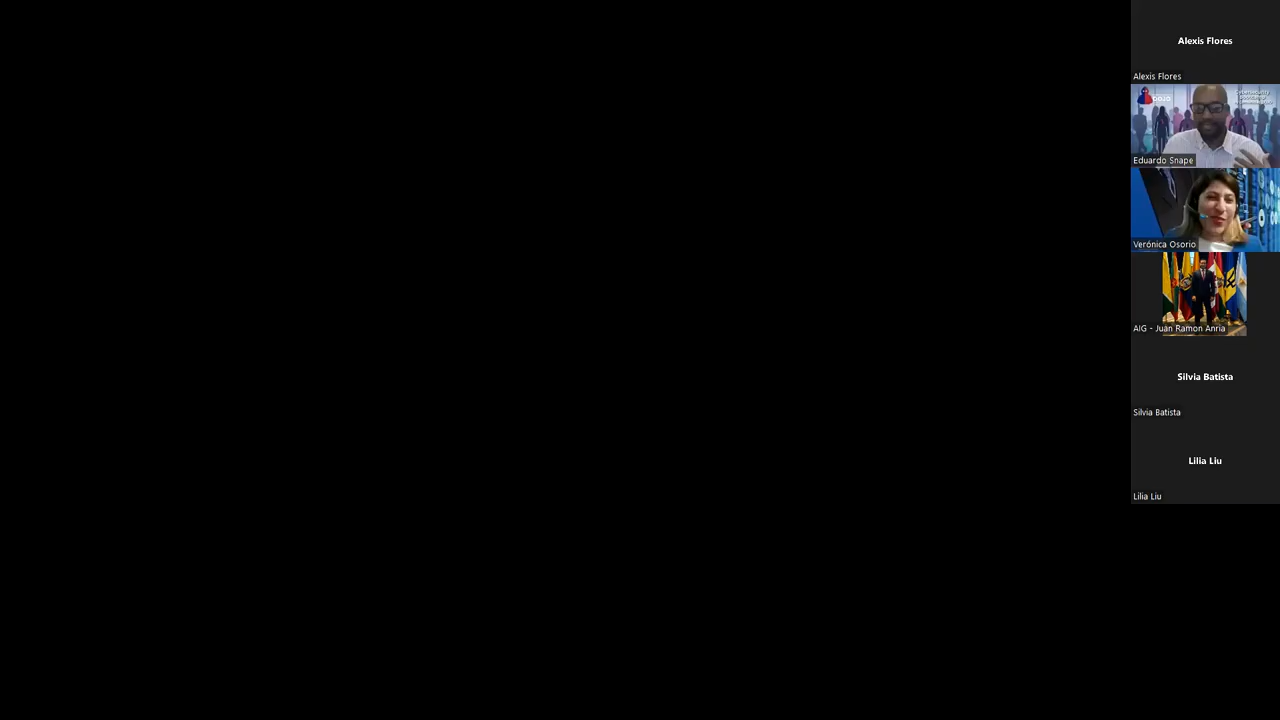 Alexis Flores
Alexis Flores
Eduardo Snape
Verónica Osorio
AIG - Juan Ramon Anria
Silvia Batista
Silvia Batista
Lilia Liu
Lilia Liu